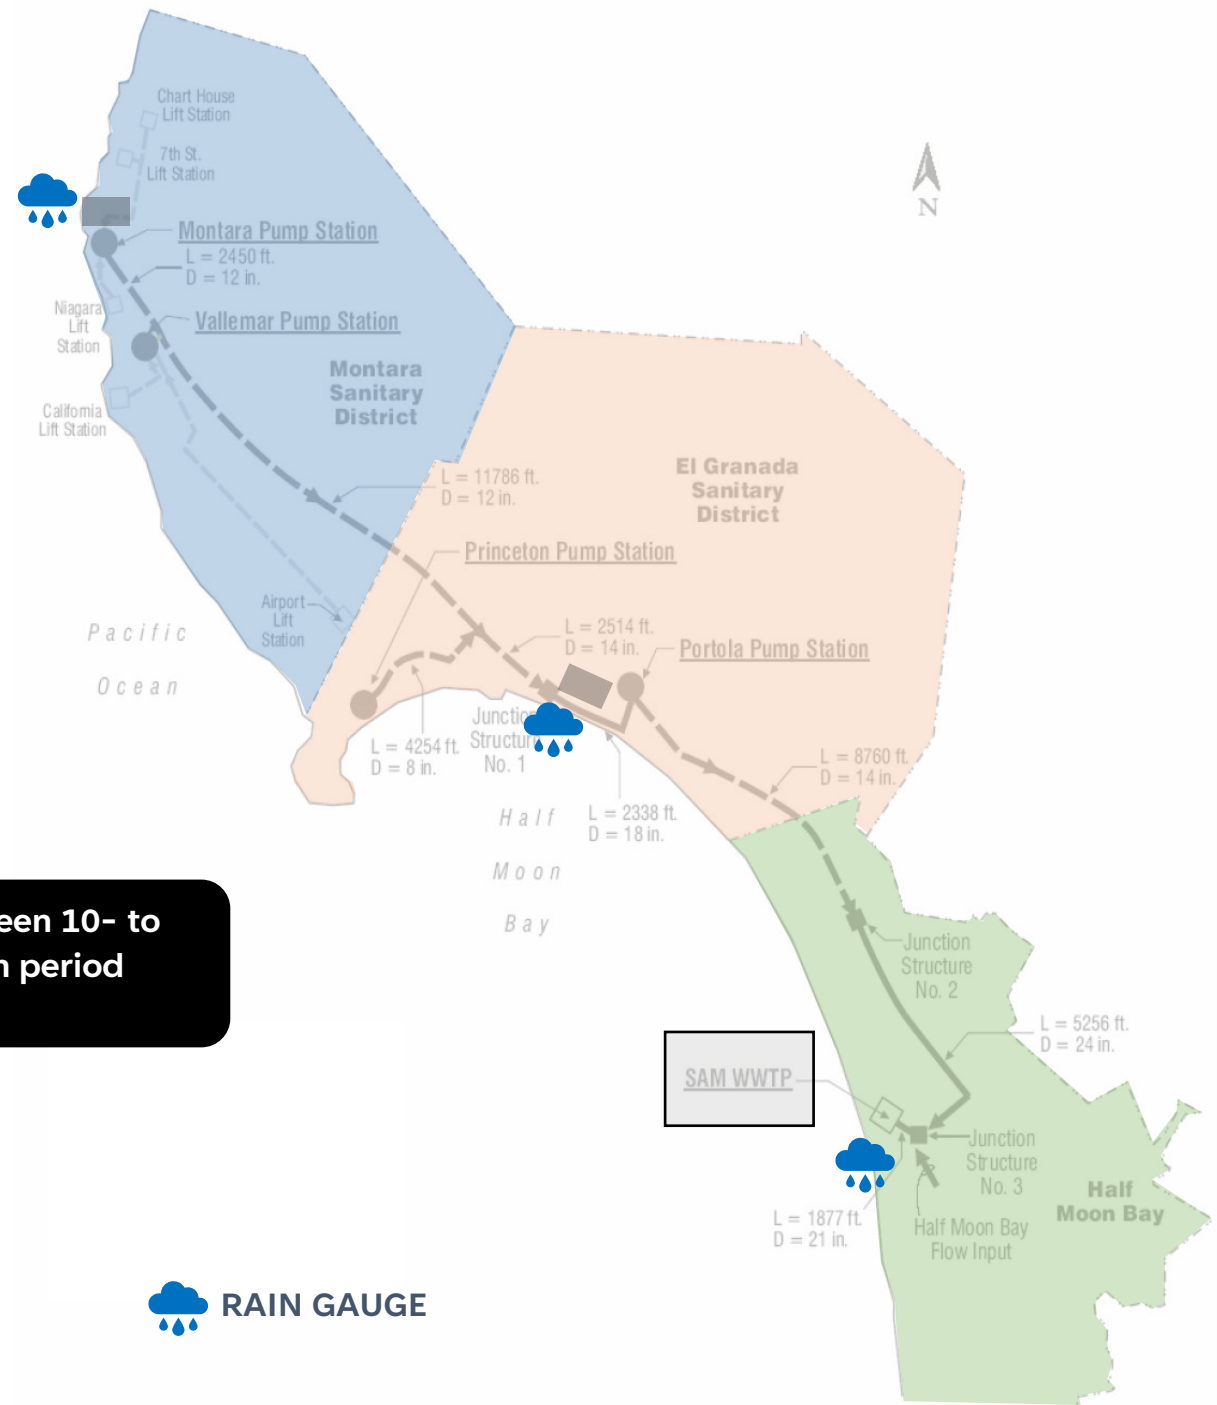 Chart House
Lift Station
7th St.
Lift Station
N
Montara Pump Station
L = 2450 ft.
D = 12 in.
Niagara
Lift
Station
Vallemar Pump Station
Montara
Sanitary
District
California
Lift Station
L = 11786 ft.
D = 12 in.
El Granada
Sanitary
District
Princeton Pump Station
Airport
Lift
Station
Pacific
Ocean
L = 2514 ft.
D = 14 in.
Portola Pump Station
Structure
No. 1
L = 4254 ft.
D = 8 in.
L = 8760 ft.
D = 14 in.
L = 2338 ft.
D = 18 in.
Half
Moon
Bay
een 10- to
n period
Junction
Structure
No. 2
L = 5256 ft.
D = 24 in.
SAM WWTP
Junction
Structure
No. 3
Half
Moon Bay
L = 1877 ft.
D = 21 in.
Half Moon Bay
Flow Input
RAIN GAUGE